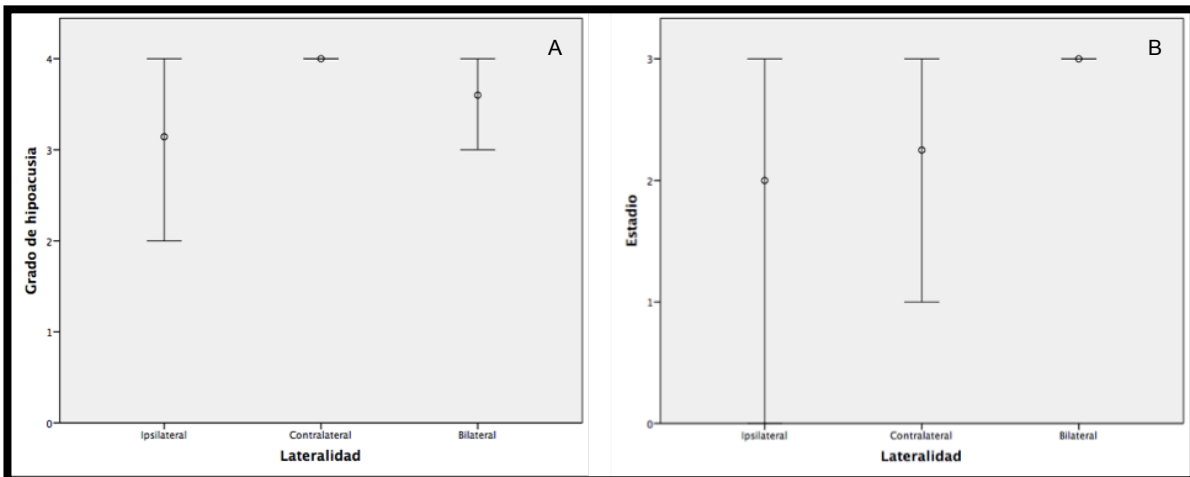 A
Grado de hipoacusia
4
3
2
1
0
Ipsilateral Contralateral Bilateral
Lateralidad
B
Estadio
3
2
1
0
Ipsilateral Contralateral Bilateral
Lateralidad